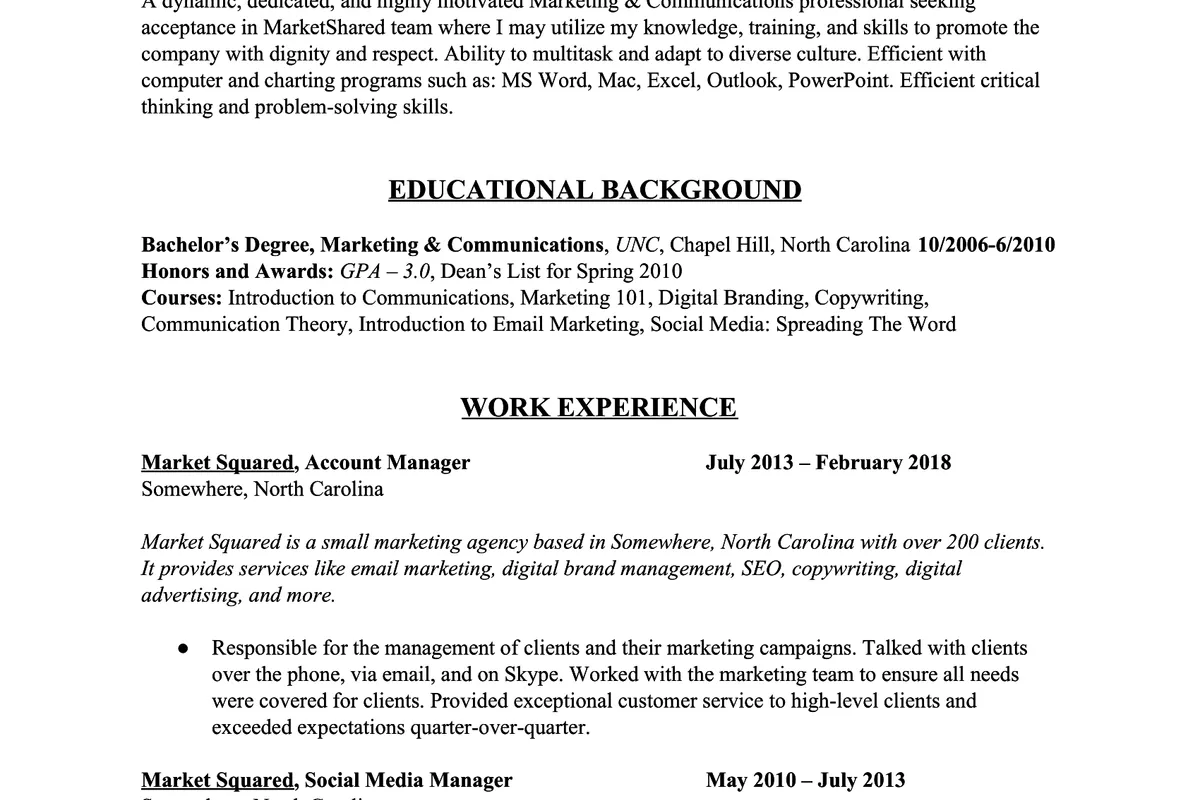 A dynamic, dedicated, and highly motivated Marketing & Communications professional seeking
acceptance in MarketShared team where I may utilize my knowledge, training, and skills to promote the
company with dignity and respect. Ability to multitask and adapt to diverse culture. Efficient with
computer and charting programs such as: MS Word, Mac, Excel, Outlook, PowerPoint. Efficient critical
thinking and problem-solving skills.
EDUCATIONAL BACKGROUND
Bachelor’s Degree, Marketing & Communications, UNC, Chapel Hill, North Carolina 10/2006-6/2010
Honors and Awards: GPA – 3.0, Dean’s List for Spring 2010
Courses: Introduction to Communications, Marketing 101, Digital Branding, Copywriting,
Communication Theory, Introduction to Email Marketing, Social Media: Spreading The Word
WORK EXPERIENCE
Market Squared, Account Manager July 2013 – February 2018
Somewhere, North Carolina
Market Squared is a small marketing agency based in Somewhere, North Carolina with over 200 clients.
It provides services like email marketing, digital brand management, SEO, copywriting, digital
advertising, and more.
● Responsible for the management of clients and their marketing campaigns. Talked with clients
over the phone, via email, and on Skype. Worked with the marketing team to ensure all needs
were covered for clients. Provided exceptional customer service to high-level clients and
exceeded expectations quarter-over-quarter.
Market Squared, Social Media Manager May 2010 – July 2013